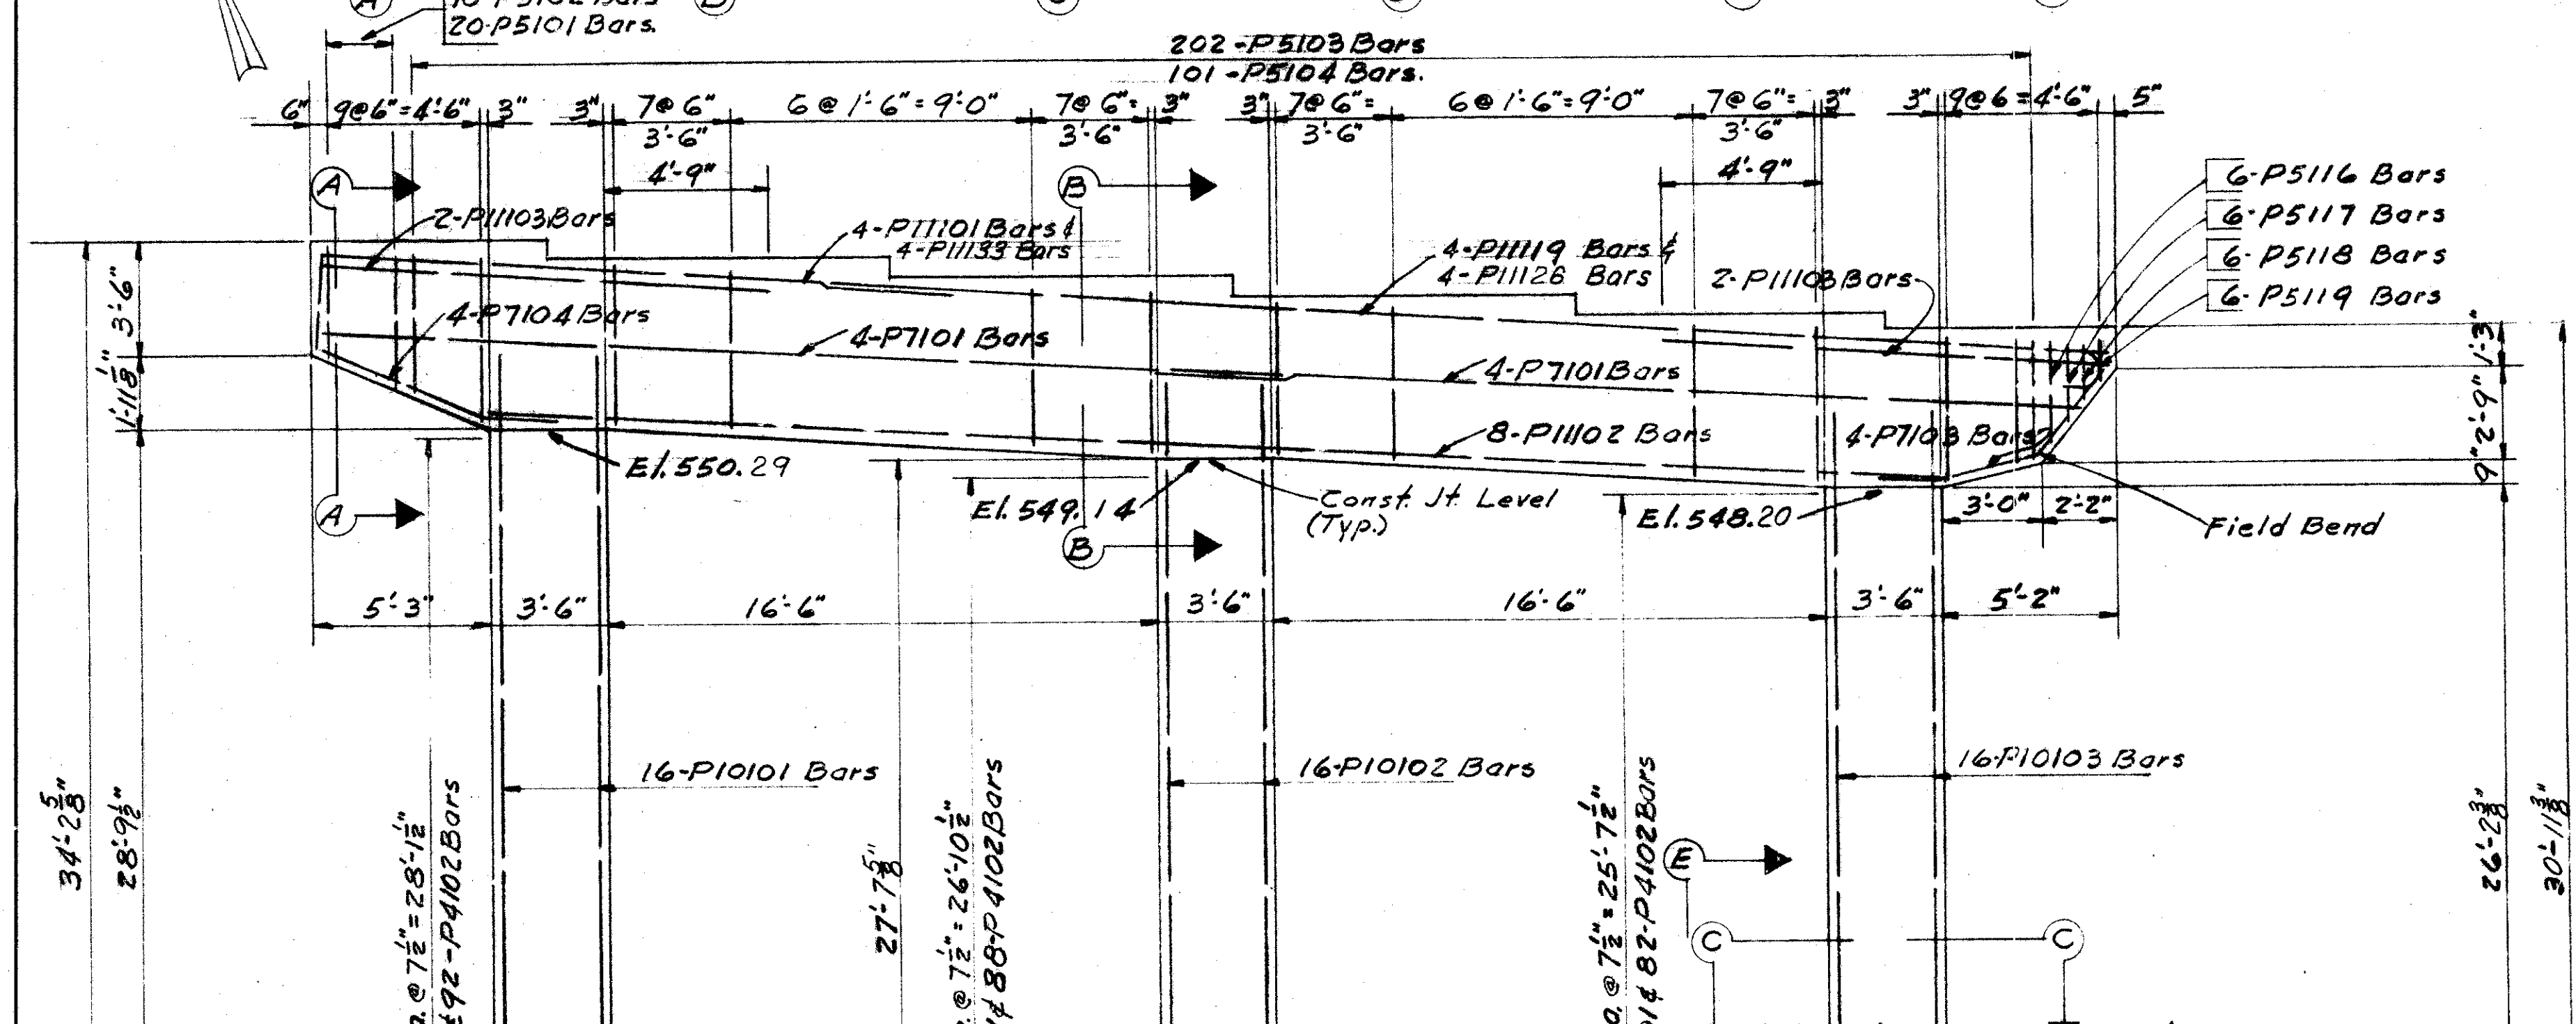 20-P5101 Bars.
202-P5103 Bars
101-P5104 Bars.
6" 9@6"=4'-6" 3" 3" 7@6" 6@1'-6"=9'-0" 7@6"= 3" 3" 7@6"= 6@1'-6"=9'-0" 7@6"= 3" 3" 9@6=4'-6" 5"
3'-6" 3'-6" 3'-6" 3'-6"
A 4'-9" B 4'-9"
6-P5116 Bars
6-P5117 Bars
6-P5118 Bars
6-P5119 Bars
2-P11103 Bars
4-P11101 Bars &
4-P11133 Bars
4-P11119 Bars &
4-P11126 Bars
2-P11103 Bars
3'-6"
1'-11 1/8"
4-P7104 Bars
4-P7101 Bars
4-P7101 Bars
8-P11102 Bars
4-P7103 Bars
1'-3"
2'-9"
9"
El. 550.29
El. 549.14
Const. Jt. Level
(Typ.)
El. 548.20
3'-0" 2'-2"
Field Bend
A
B
5'-3" 3'-6" 16'-6" 3'-6" 16'-6" 3'-6" 5'-2"
16-P10101 Bars
16-P10102 Bars
16-P10103 Bars
34'-2 5/8"
28'-9 1/2"
@ 7 1/2" = 28'-1 1/2"
92-P4102 Bars
27'-7 5/8"
@ 7 1/2" = 26'-10 1/2"
& 88-P4102 Bars
@ 7 1/2" = 25'-7 1/2"
& 82-P4102 Bars
E
C C
26'-2 3/8"
30'-11 3/8"